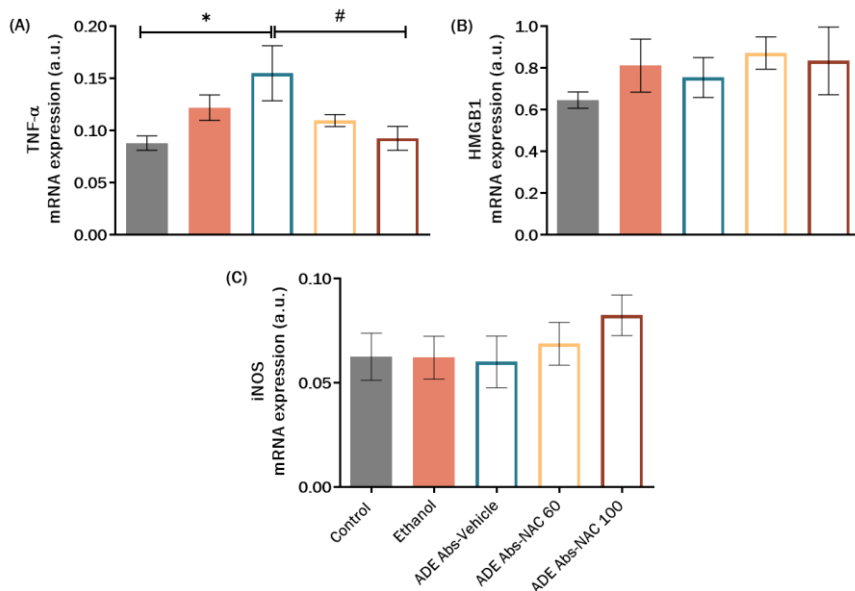 (A)
TNF-α
mRNA expression (a.u.)
0.20
0.15
0.10
0.05
0.00
*
#
(B)
HMGB1
mRNA expression (a.u.)
1.0
0.8
0.6
0.4
0.2
0.0
(C)
iNOS
mRNA expression (a.u.)
0.10
0.05
0.00
Control
Ethanol
ADE Abs-Vehicle
ADE Abs-NAC 60
ADE Abs-NAC 100